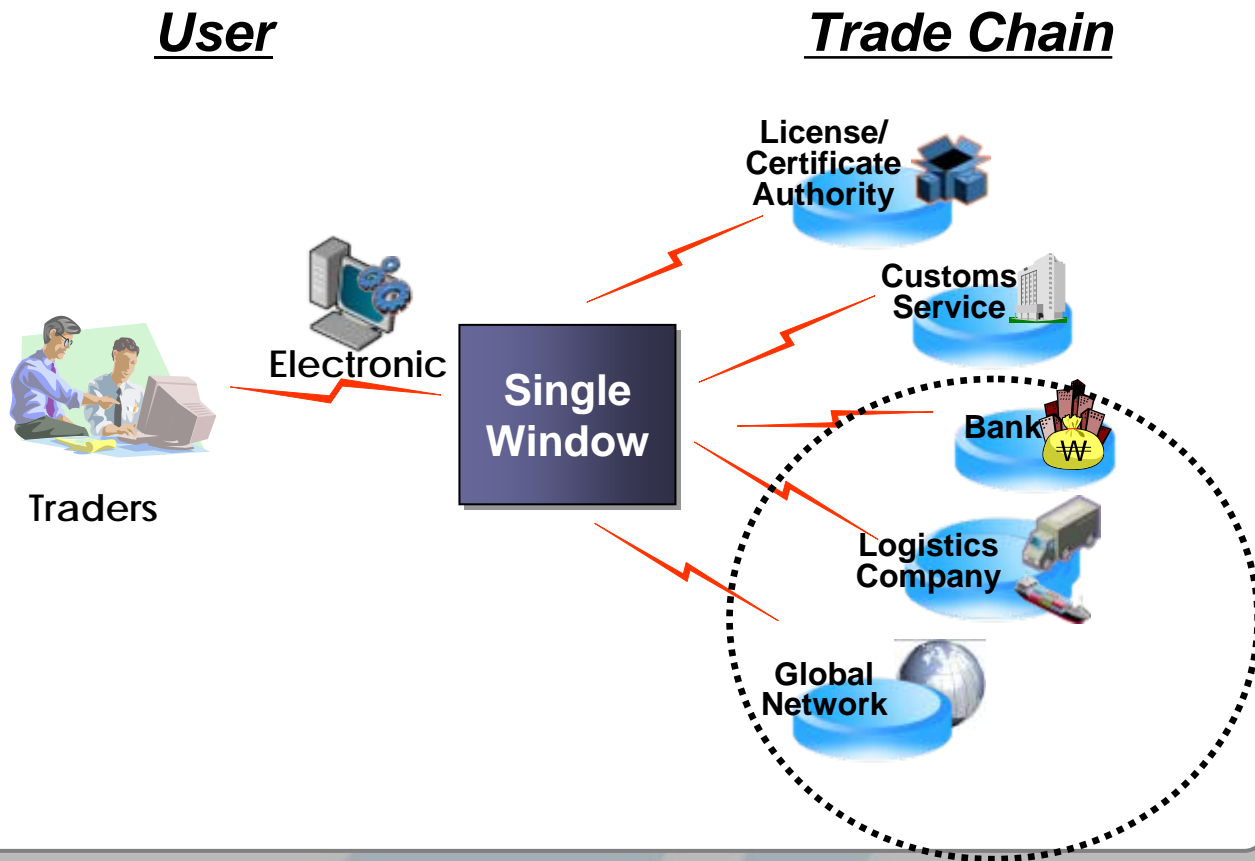 User
Trade Chain
License/
Certificate
Authority
Customs
Service
Electronic
Single
Window
Bank
₩
Traders
Logistics
Company
Global
Network